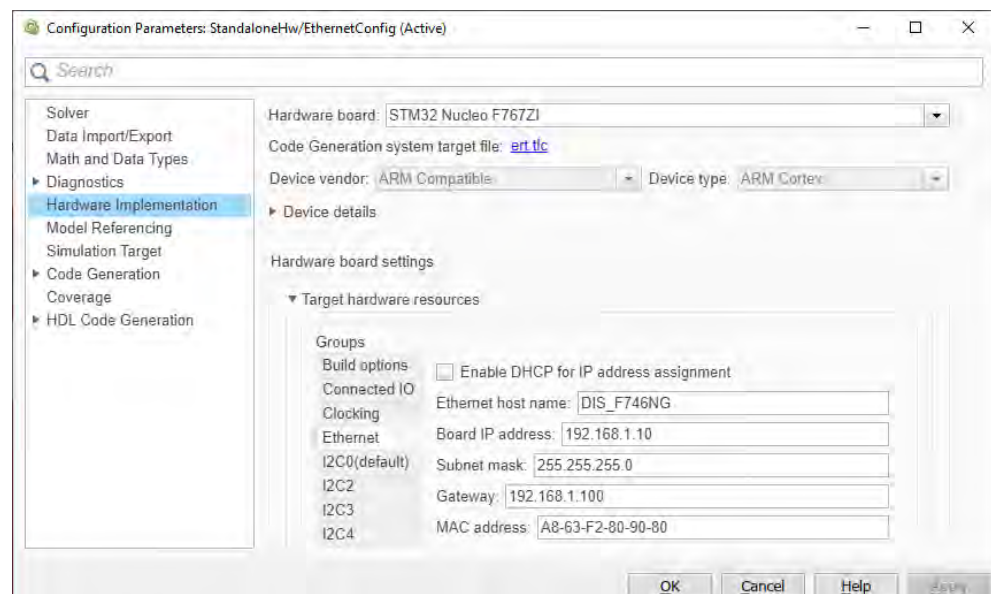 Configuration Parameters: StandaloneHw/EthernetConfig (Active)
Search
Solver
Data Import/Export
Math and Data Types
Diagnostics
Hardware Implementation
Model Referencing
Simulation Target
Code Generation
Coverage
HDL Code Generation
Hardware board: STM32 Nucleo F767ZI
Code Generation system target file: ert.tlc
Device vendor: ARM Compatible Device type: ARM Cortex
Device details
Hardware board settings
Target hardware resources
Groups
Build options
Connected IO
Clocking
Ethernet
I2C0(default)
I2C2
I2C3
I2C4
Enable DHCP for IP address assignment
Ethernet host name: DIS_F746NG
Board IP address: 192.168.1.10
Subnet mask: 255.255.255.0
Gateway: 192.168.1.100
MAC address: A8-63-F2-80-90-80
OK Cancel Help Apply